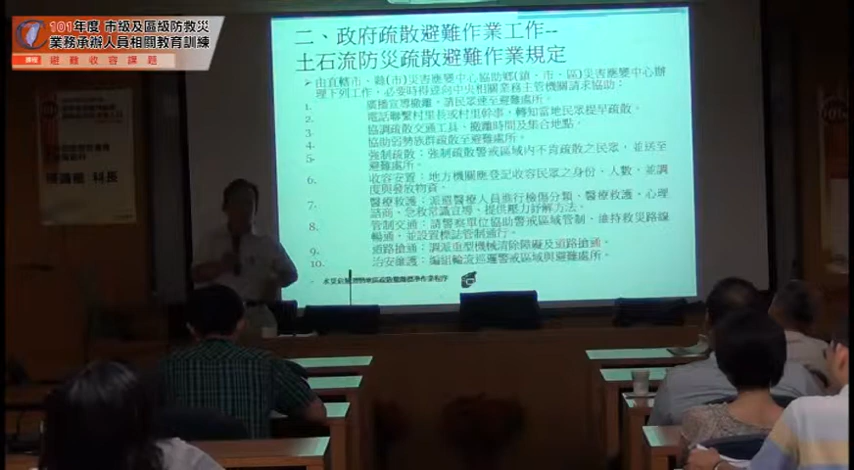 101年度 市級及區級防救災
業務承辦人員相關教育訓練
課程 避難收容課題
二、政府疏散避難作業工作--
土石流防災疏散避難作業規定
由直轄市、縣(市)災害應變中心協助鄉(鎮、市、區)災害應變中心辦
理下列工作，必要時得逕向中央相關業務主管機關請求協助：
1. 廣播宣導撤離，請民眾速至避難處所。
2. 電話聯繫村里長或村里幹事，轉知當地民眾提早疏散。
3. 協調疏散交通工具、撤離時間及集合地點。
4. 協助弱勢族群疏散至避難處所。
5. 強制疏散：強制疏散警戒區域內不肯疏散之民眾，並送至
避難處所。
6. 收容安置：地方機關應登記收容民眾之身份、人數，並調
度與發放物資。
7. 醫療救護：派遣醫療人員進行檢傷分類、醫療救護、心理
諮商、急救常識宣導、提供壓力紓解方法。
8. 管制交通：請警察單位協助警戒區域管制，維持救災路線
暢通，並設置標誌管制通行。
9. 道路搶通：調派重型機械清除障礙及道路搶通。
10. 治安維護：編組輪流巡邏警戒區域與避難處所。
科長